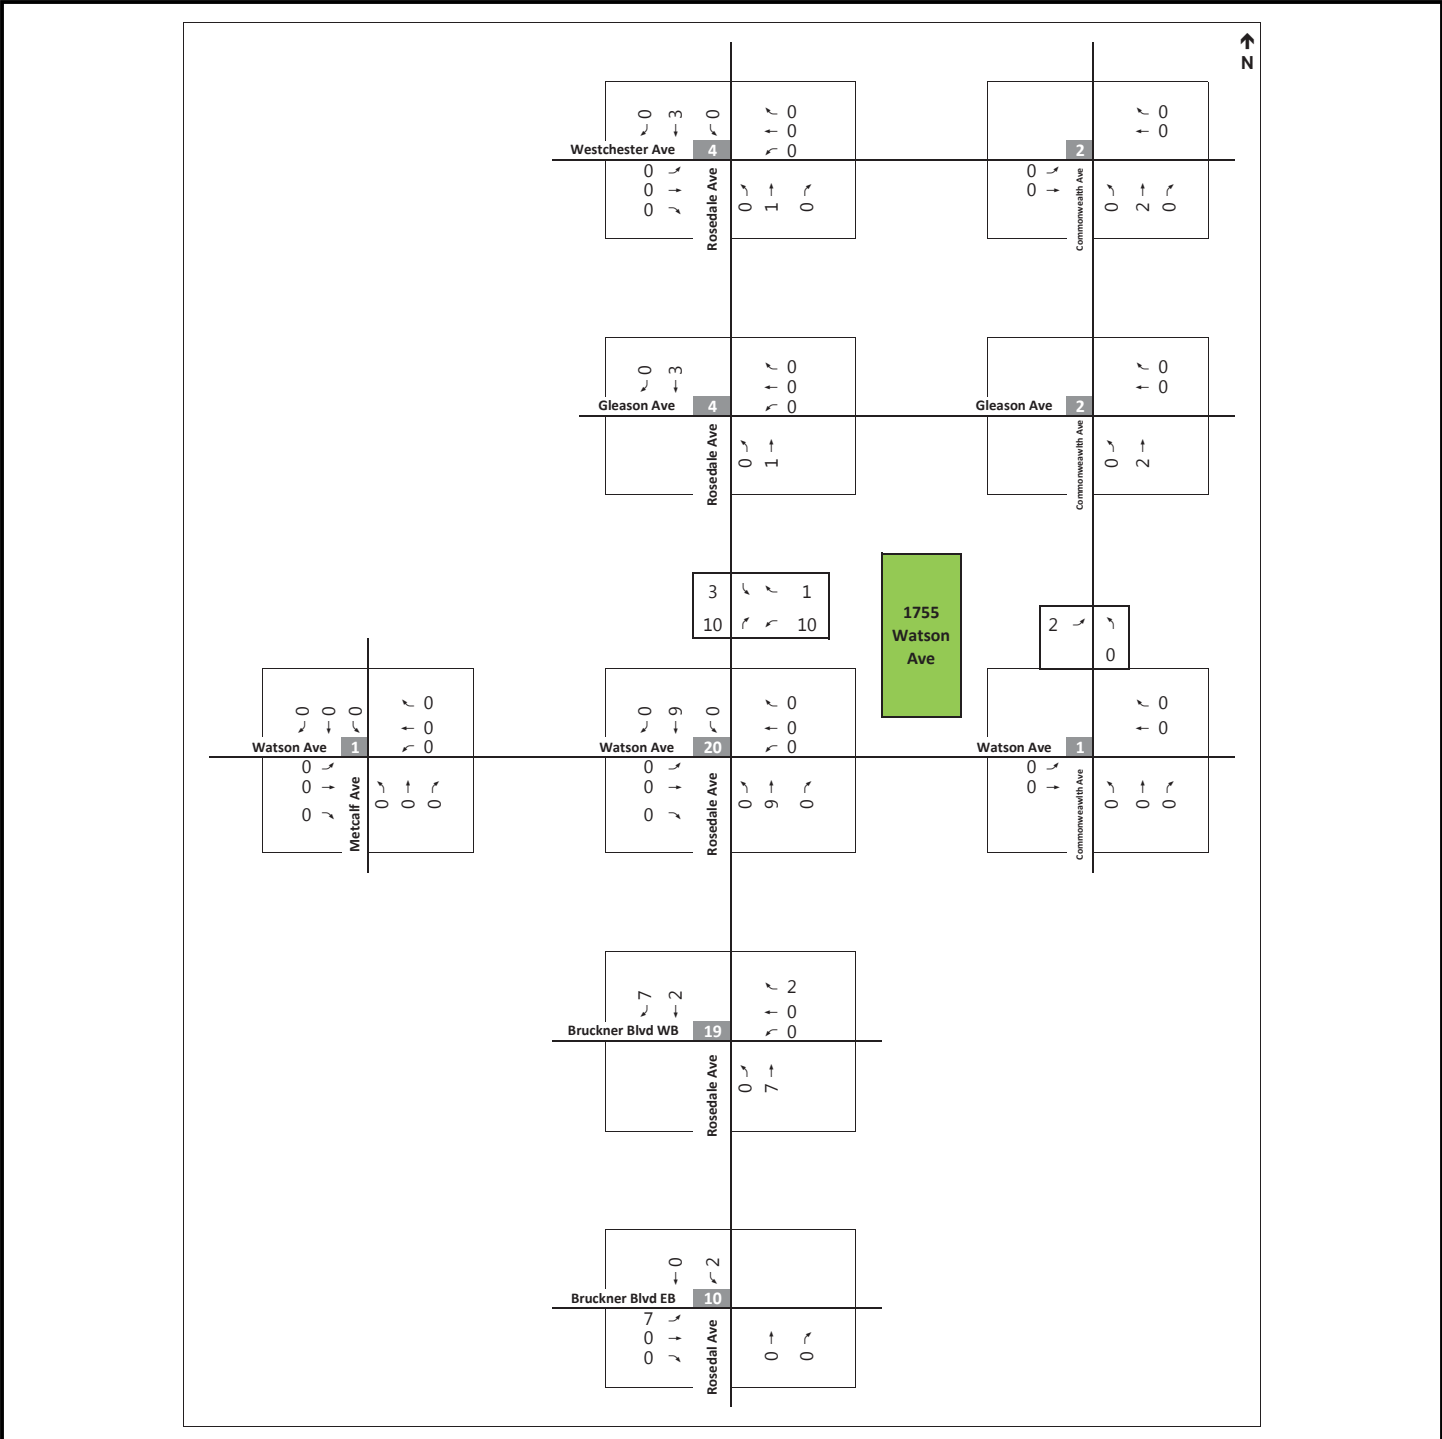 N
0 3 0
0
0
0
Westchester Ave 4
0
0
0
Rosedale Ave
0 1 0
0
0
2
0
0
Commonwealth Ave
0 2 0
0 3
0
0
0
Gleason Ave 4
Rosedale Ave
0 1
0
0
Gleason Ave 2
Commonweawlth Ave
0 2
3 1
10 10
1755
Watson
Ave
2
0
0 0 0
0
0
0
Watson Ave 1
0
0
0
Metcalf Ave
0 0 0
0 9 0
0
0
0
Watson Ave 20
0
0
0
Rosedale Ave
0 9 0
0
0
Watson Ave 1
0
0
Commonweawlth Ave
0 0 0
7 2
2
0
0
Bruckner Blvd WB 19
Rosedale Ave
0 7
0 2
Bruckner Blvd EB 10
7
0
0
Rosedal Ave
0 0